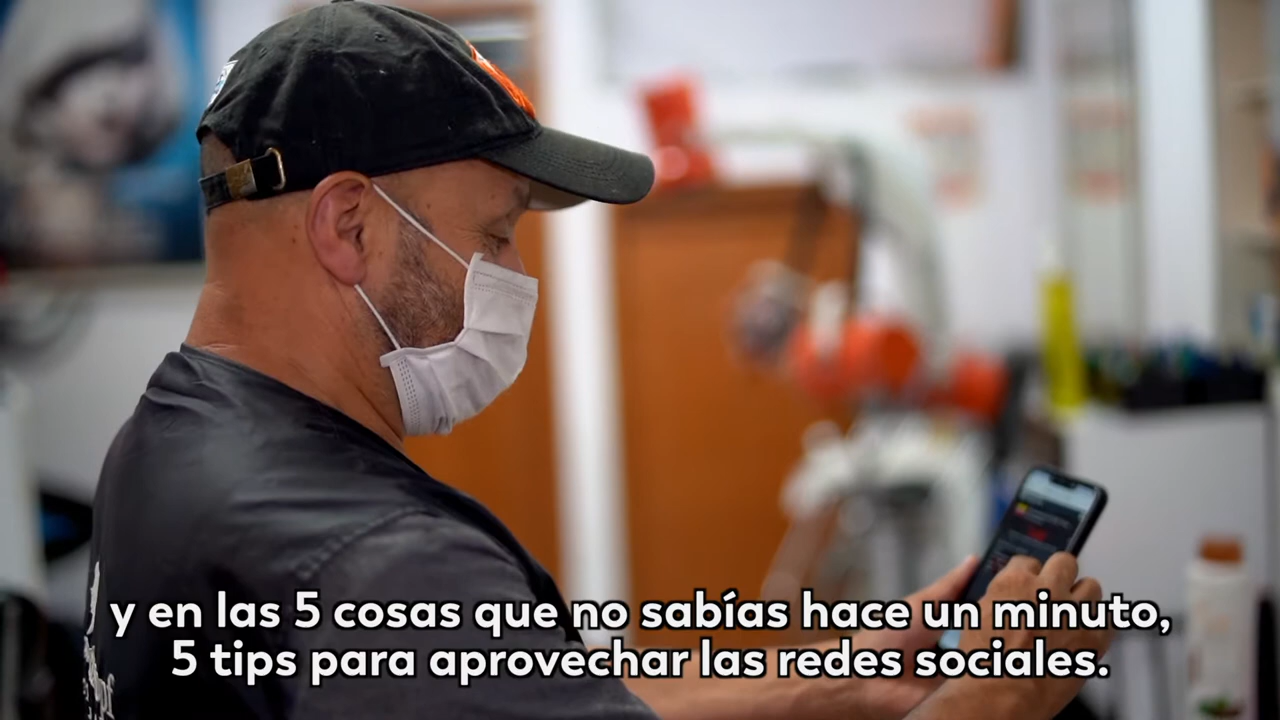 y en las 5 cosas que no sabías hace un minuto,
5 tips para aprovechar las redes sociales.